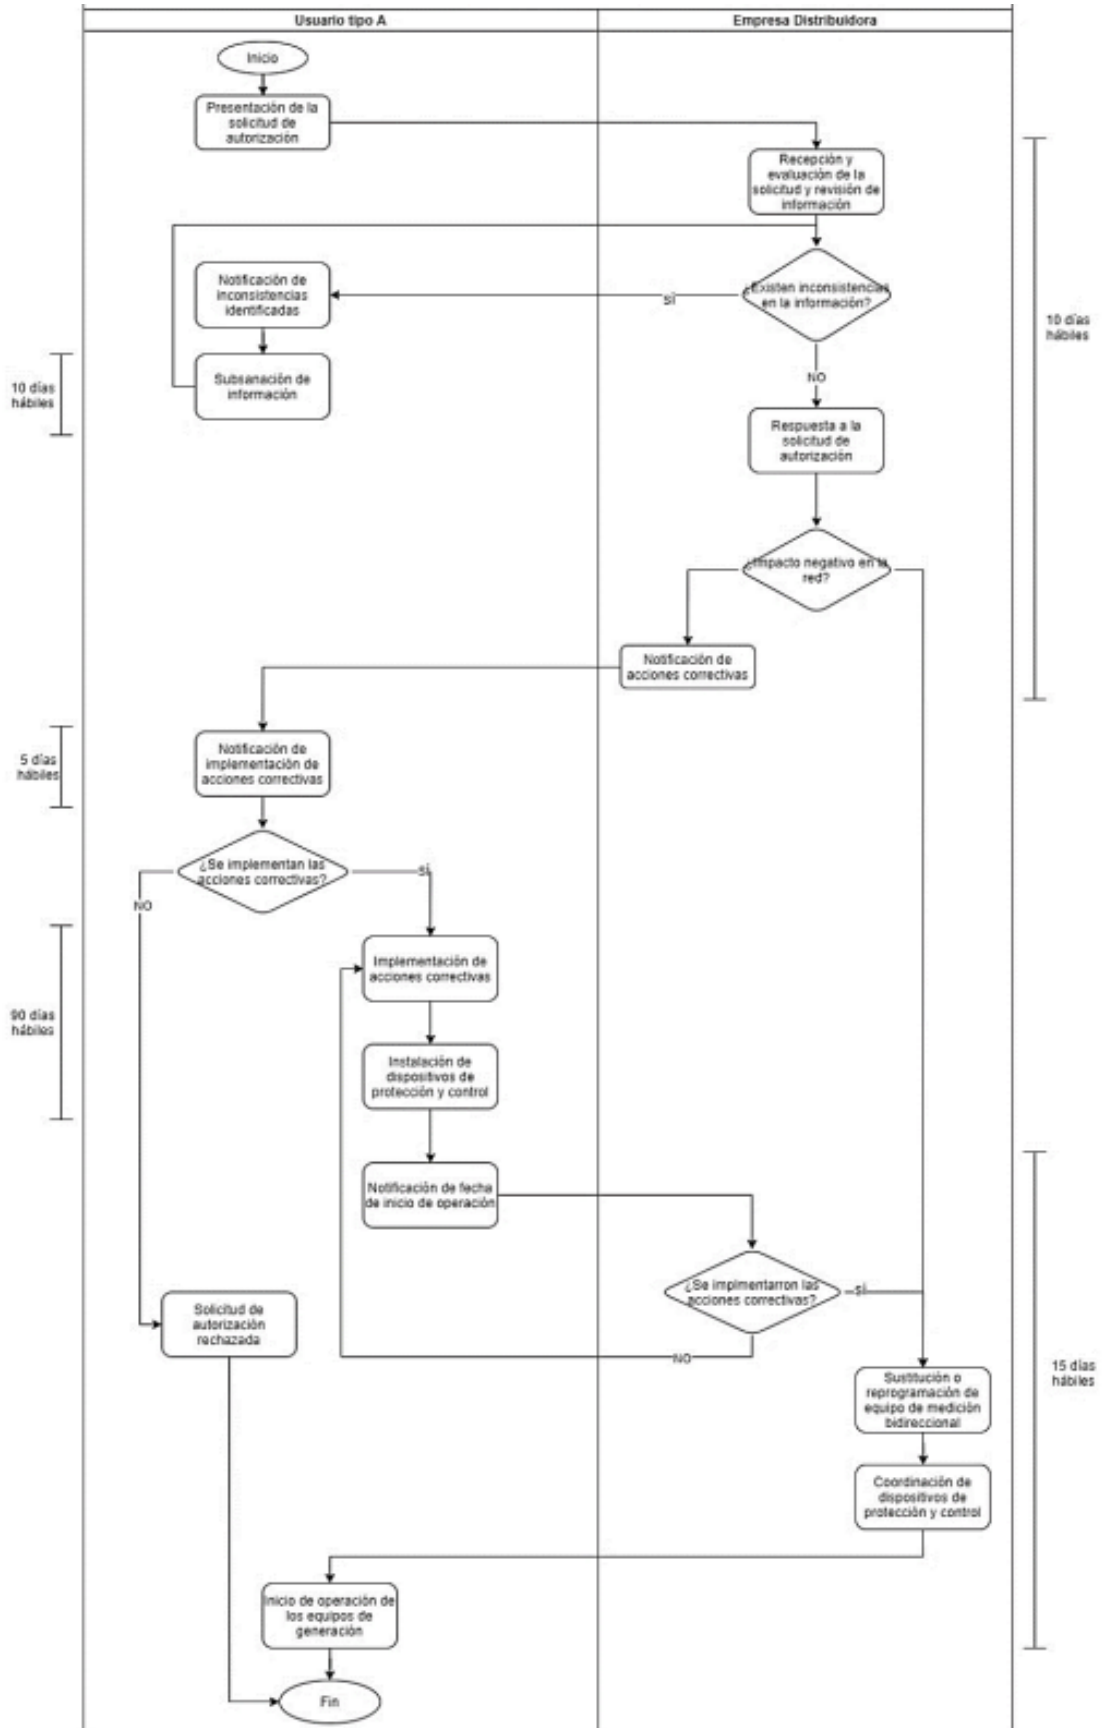 Usuario tipo A
Empresa Distribuidora
Inicio
Presentación de la
solicitud de
autorización
Recepción y
evaluación de la
solicitud y revisión de
información
¿Existen inconsistencias
en la información?
SÍ
Notificación de
inconsistencias
identificadas
Subsanación de
información
10 días
hábiles
10 días
hábiles
NO
Respuesta a la
solicitud de
autorización
¿Impacto negativo en la
red?
Notificación de
acciones correctivas
5 días
hábiles
Notificación de
implementación de
acciones correctivas
¿Se implementan las
acciones correctivas?
SÍ
NO
90 días
hábiles
Implementación de
acciones correctivas
Instalación de
dispositivos de
protección y control
Notificación de fecha
de inicio de operación
¿Se implmentarron las
acciones correctivas?
SÍ
NO
Solicitud de
autorización
rechazada
15 días
hábiles
Sustitución o
reprogramación de
equipo de medición
bidireccional
Coordinación de
dispositivos de
protección y control
Inicio de operación de
los equipos de
generación
Fin